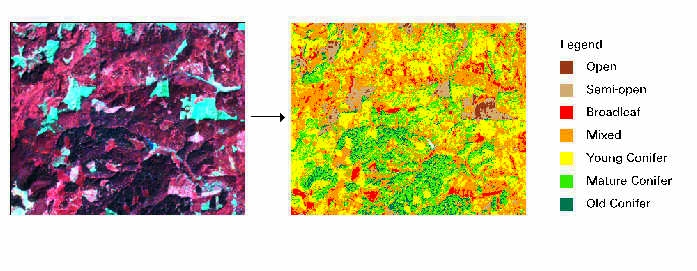 Legend
Open
Semi-open
Broadleaf
Mixed
Young Conifer
Mature Conifer
Old Conifer